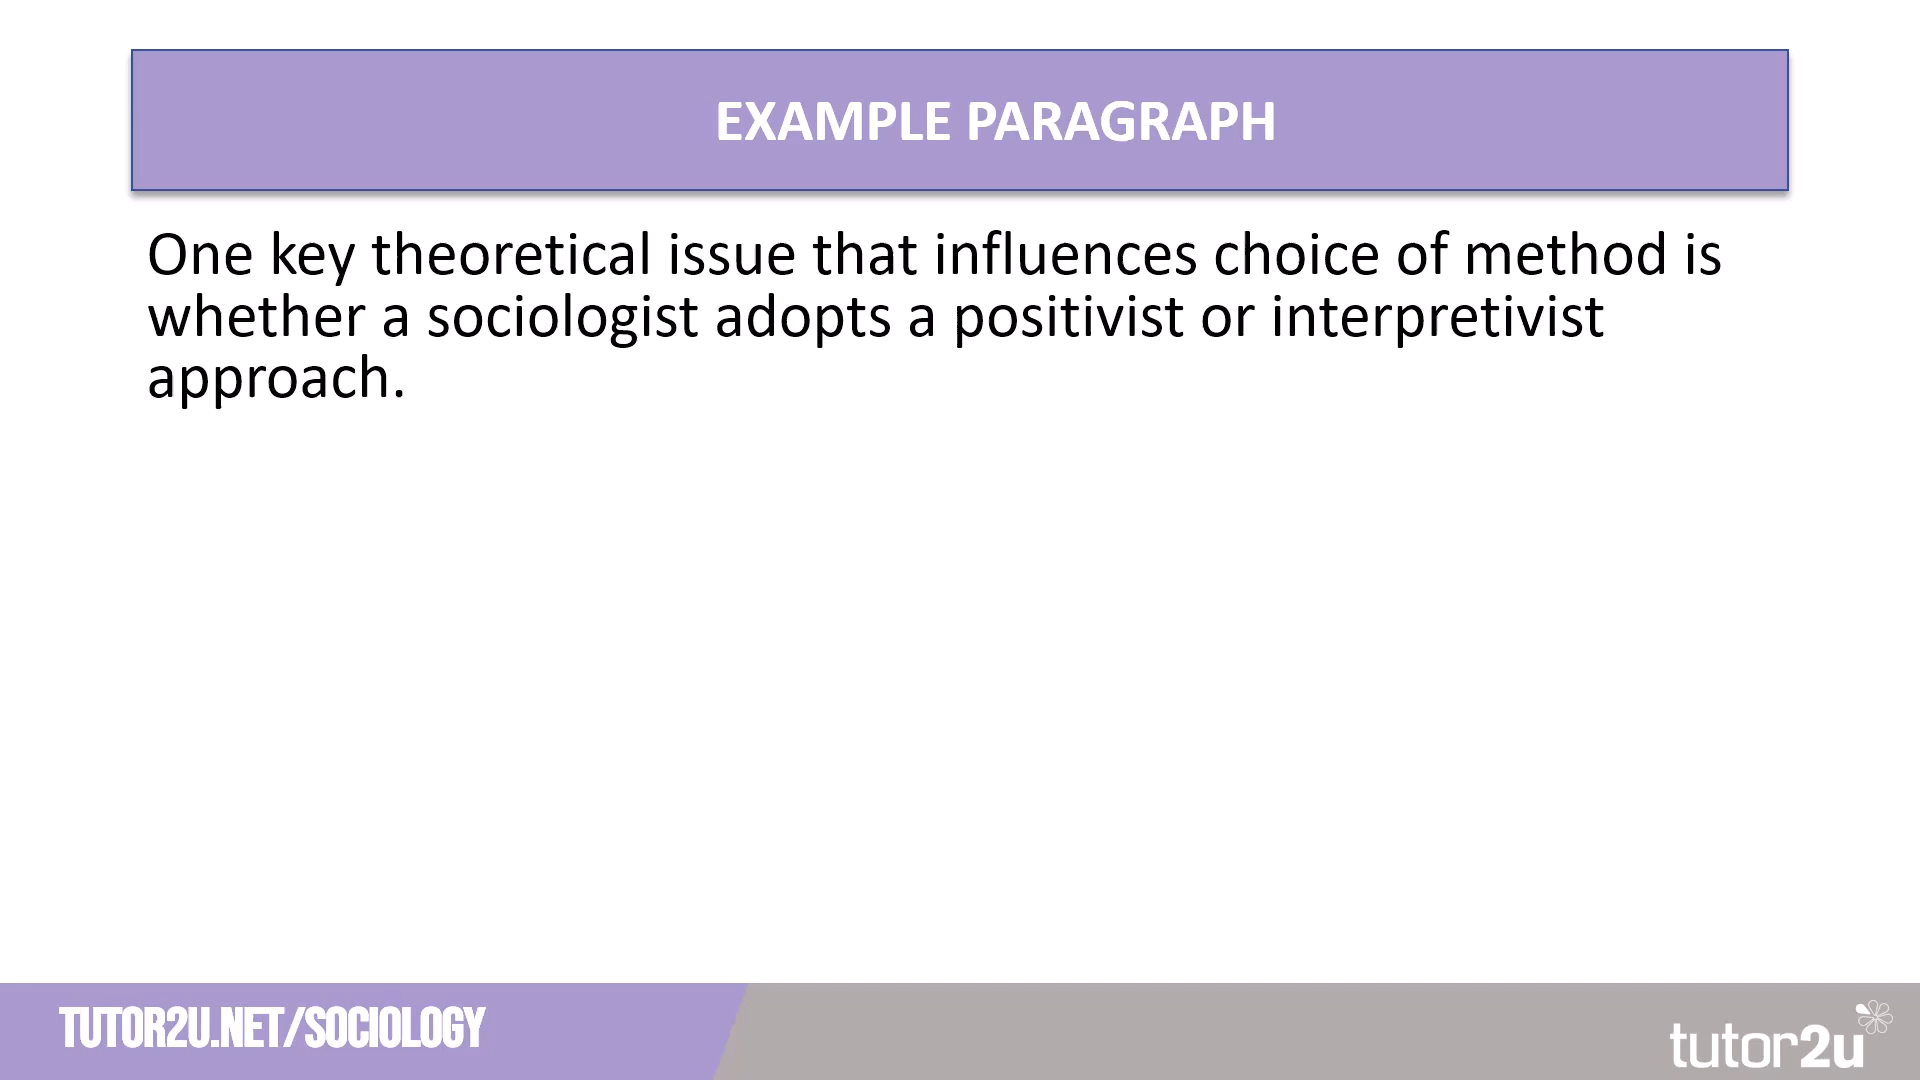 EXAMPLE PARAGRAPH
One key theoretical issue that influences choice of method is
whether a sociologist adopts a positivist or interpretivist
approach.
TUTOR2U.NET/SOCIOLOGY
tutor2u